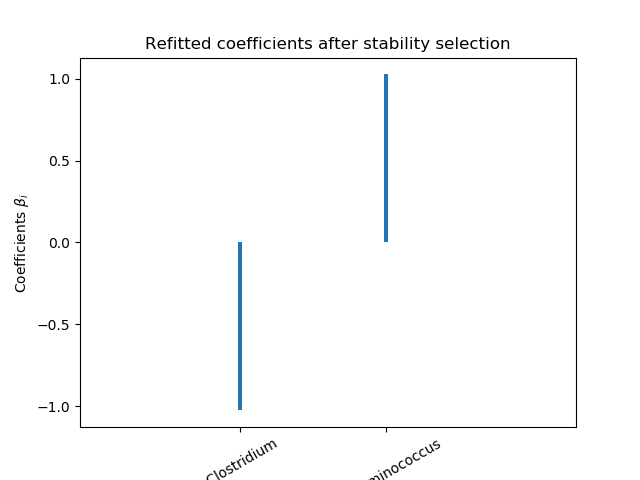 Refitted coefficients after stability selection
1.0
0.5
0.0
−0.5
−1.0
Coefficients βi
Clostridium
minococcus